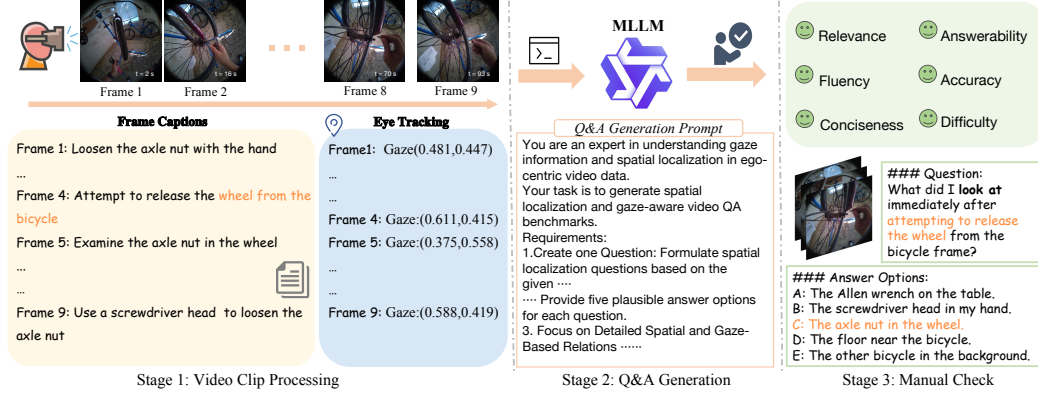 t = 2 s
t = 16 s
t = 70 s
t = 93 s
Frame 1
Frame 2
Frame 8
Frame 9
Frame Captions
Frame 1: Loosen the axle nut with the hand
...
Frame 4: Attempt to release the wheel from the
bicycle
Frame 5: Examine the axle nut in the wheel
...
...
Frame 9: Use a screwdriver head to loosen the
axle nut
Eye Tracking
Frame1: Gaze(0.481,0.447)
...
...
Frame 4: Gaze:(0.611,0.415)
Frame 5: Gaze:(0.375,0.558)
...
...
Frame 9: Gaze:(0.588,0.419)
Stage 1: Video Clip Processing
MLLM
Q&A Generation Prompt
You are an expert in understanding gaze
information and spatial localization in ego-
centric video data.
Your task is to generate spatial
localization and gaze-aware video QA
benchmarks.
Requirements:
1.Create one Question: Formulate spatial
localization questions based on the
given ····
···· Provide five plausible answer options
for each question.
3. Focus on Detailed Spatial and Gaze-
Based Relations ······
Stage 2: Q&A Generation
Relevance
Answerability
Fluency
Accuracy
Conciseness
Difficulty
### Question:
What did I look at
immediately after
attempting to release
the wheel from the
bicycle frame?
### Answer Options:
A: The Allen wrench on the table.
B: The screwdriver head in my hand.
C: The axle nut in the wheel.
D: The floor near the bicycle.
E: The other bicycle in the background.
Stage 3: Manual Check